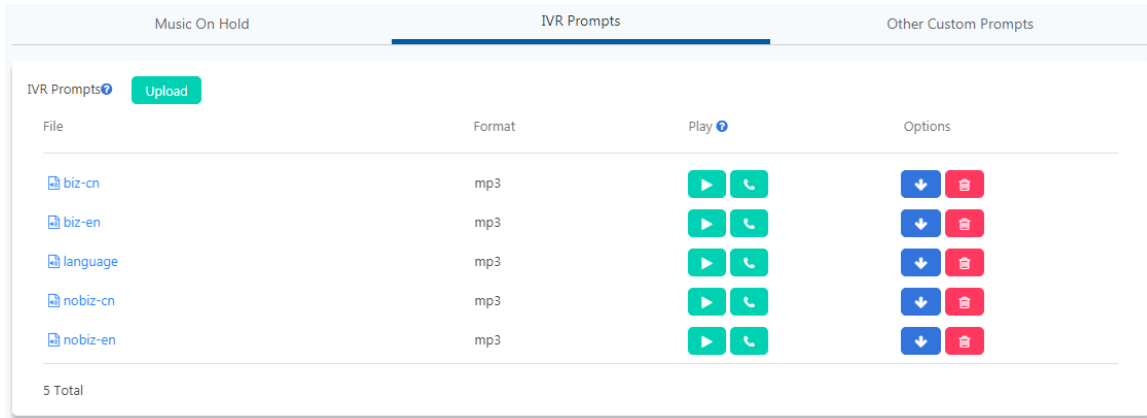 Music On Hold IVR Prompts Other Custom Prompts
IVR Prompts Upload
File Format Play Options
biz-cn mp3
biz-en mp3
language mp3
nobiz-cn mp3
nobiz-en mp3
5 Total